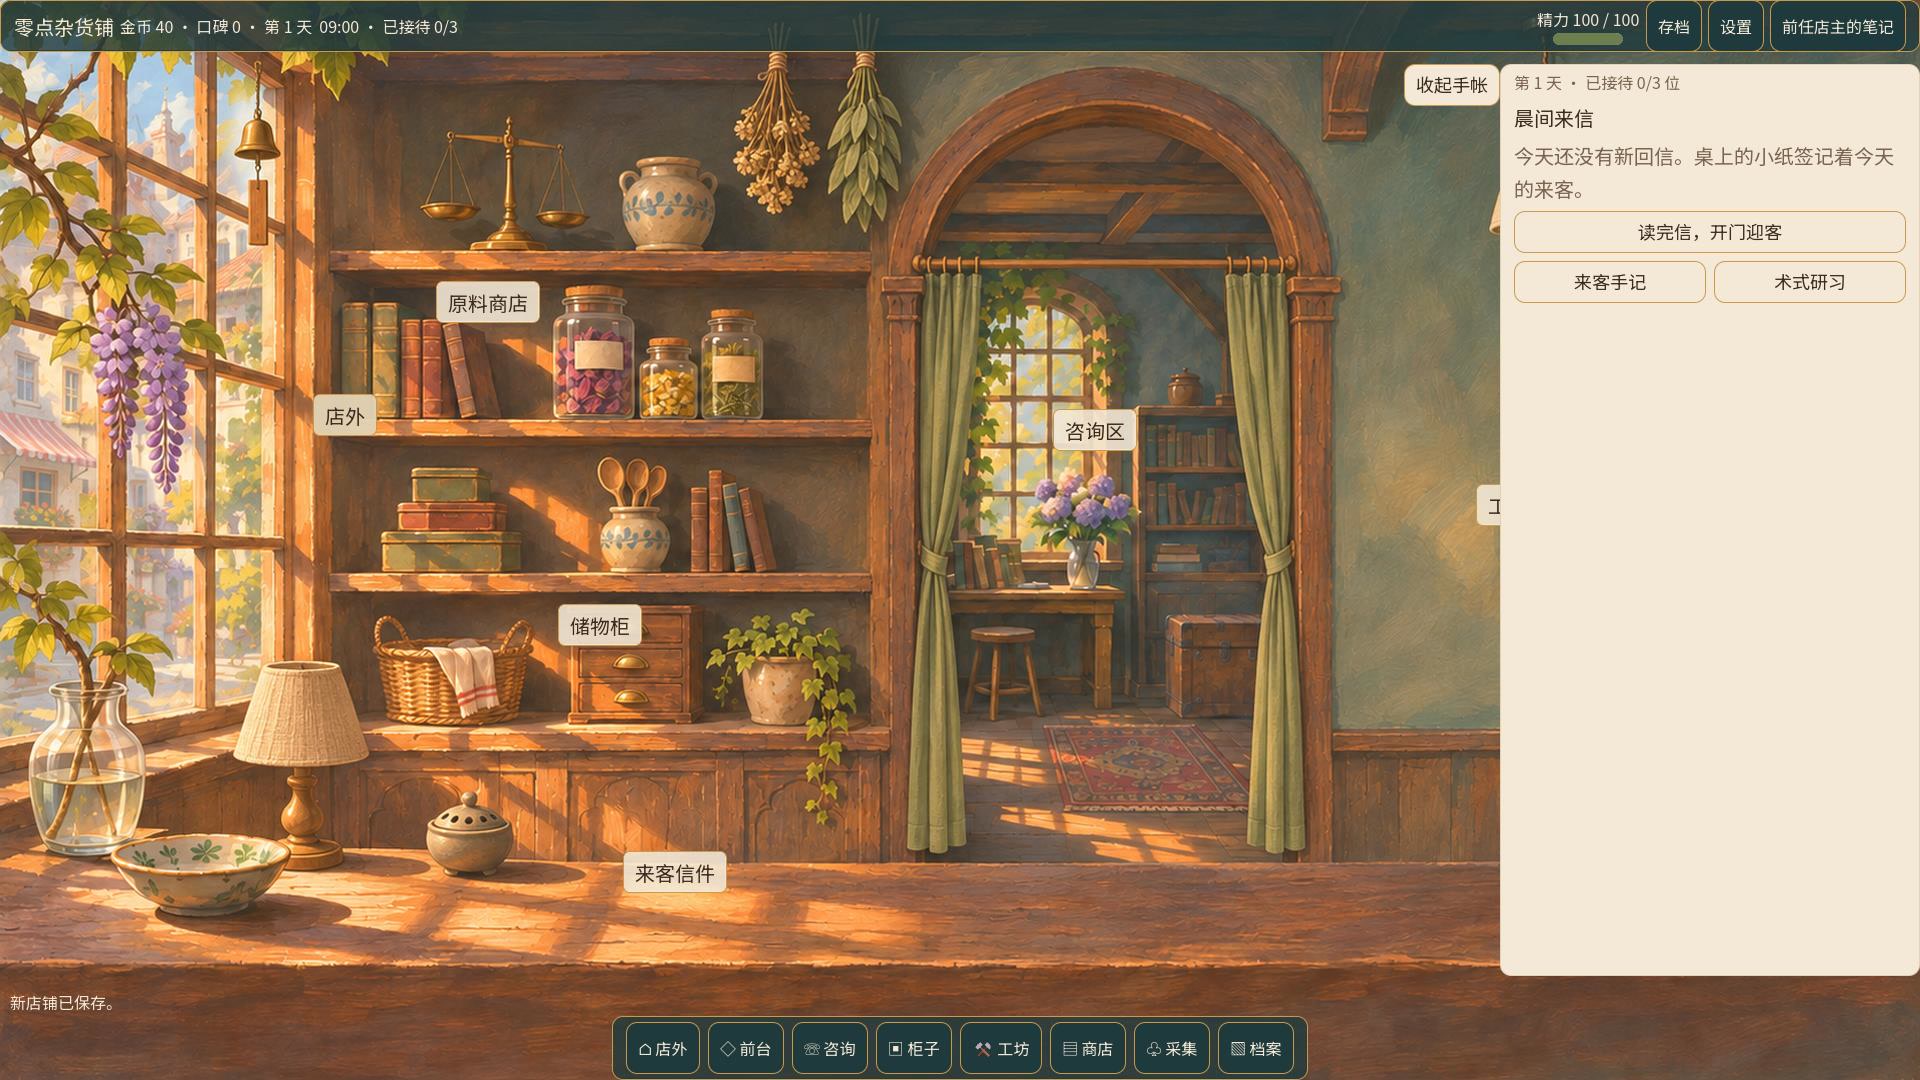 零点杂货铺 金币 40 · 口碑 0 · 第 1 天 09:00 · 已接待 0/3
精力 100 / 100
存档
设置
前任店主的笔记
收起手帐
第 1 天 · 已接待 0/3 位
晨间来信
今天还没有新回信。桌上的小纸签记着今天
的来客。
读完信，开门迎客
来客手记
术式研习
原料商店
店外
咨询区
储物柜
来客信件
新店铺已保存。
店外
前台
咨询
柜子
工坊
商店
采集
档案